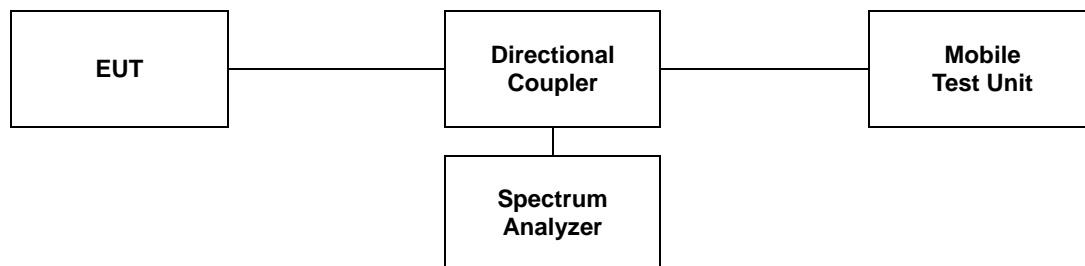 EUT
Directional
Coupler
Mobile
Test Unit
Spectrum
Analyzer